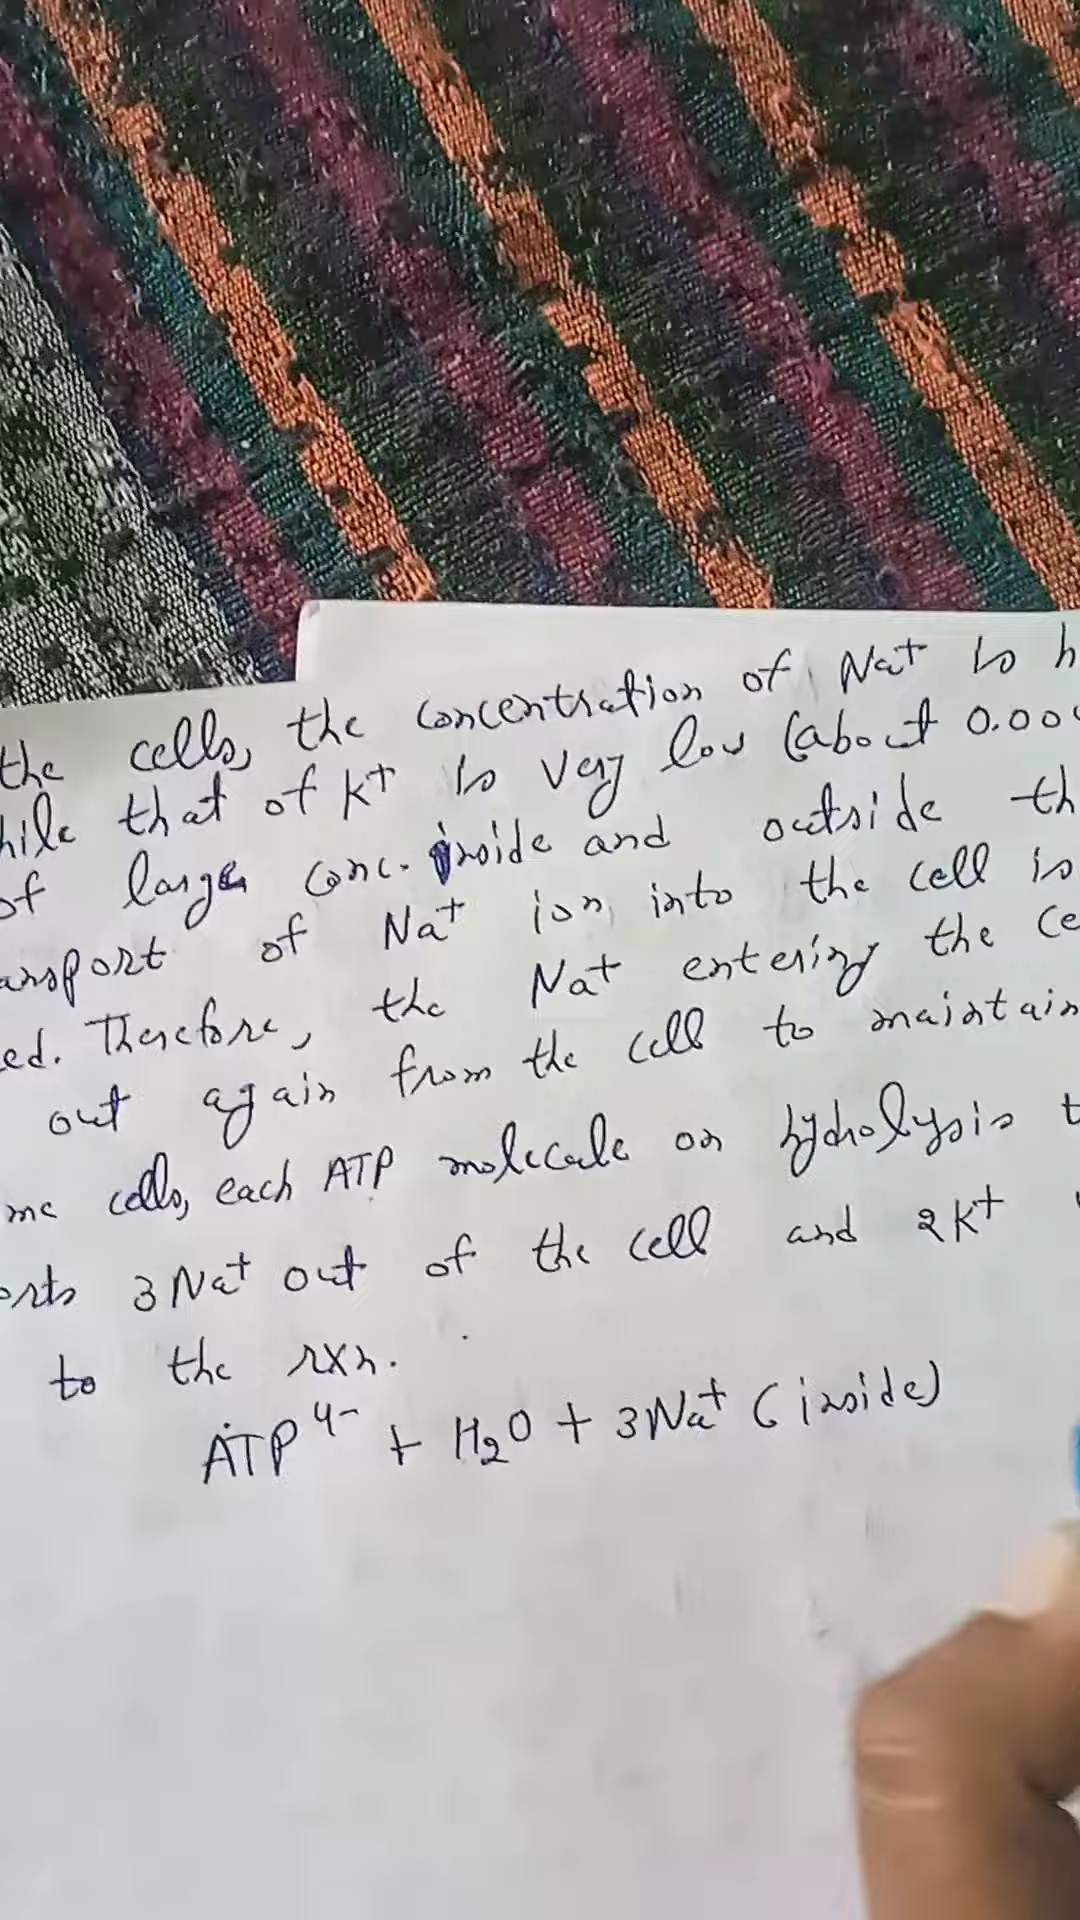 the cells, the concentration of Na+ is h
hile that of K+ is very low (about 0.00
of large conc. inside and outside th
ansport of Na+ ion into the cell is
ed. Therefore, the Na+ entering the ce
out again from the cell to maintain
me cells, each ATP molecule on hydrolysis t
orts 3Na+ out of the cell and 2K+
to the rxn.
ATP⁴⁻ + H₂O + 3Na⁺ (inside)